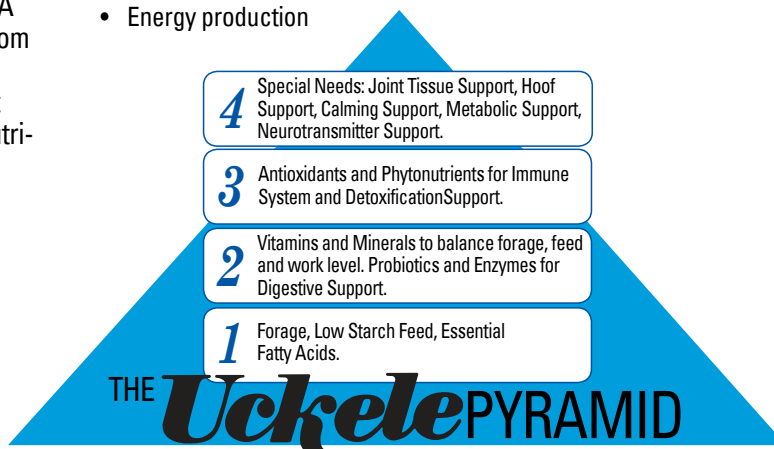 A
om
tri-
• Energy production
4 Special Needs: Joint Tissue Support, Hoof
Support, Calming Support, Metabolic Support,
Neurotransmitter Support.
3 Antioxidants and Phytonutrients for Immune
System and DetoxificationSupport.
2 Vitamins and Minerals to balance forage, feed
and work level. Probiotics and Enzymes for
Digestive Support.
1 Forage, Low Starch Feed, Essential
Fatty Acids.
THE Uckele PYRAMID